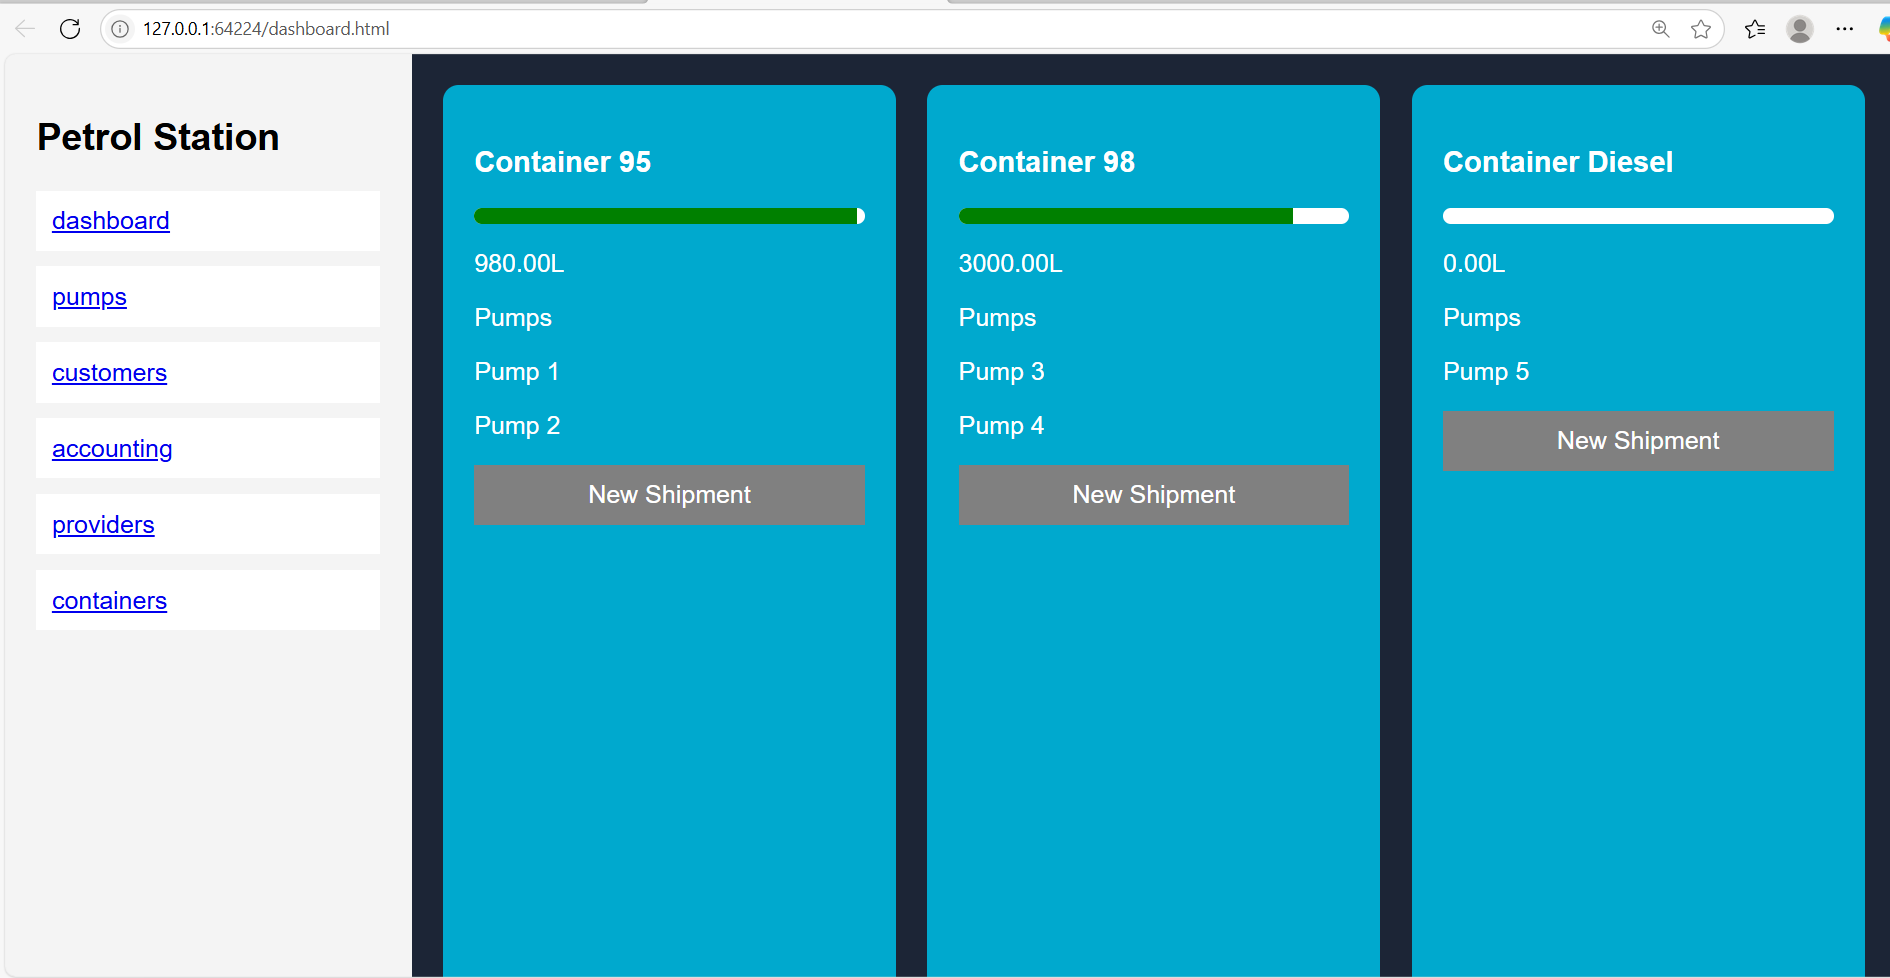 127.0.0.1:64224/dashboard.html
Petrol Station
dashboard
pumps
customers
accounting
providers
containers
Container 95
980.00L
Pumps
Pump 1
Pump 2
New Shipment
Container 98
3000.00L
Pumps
Pump 3
Pump 4
New Shipment
Container Diesel
0.00L
Pumps
Pump 5
New Shipment